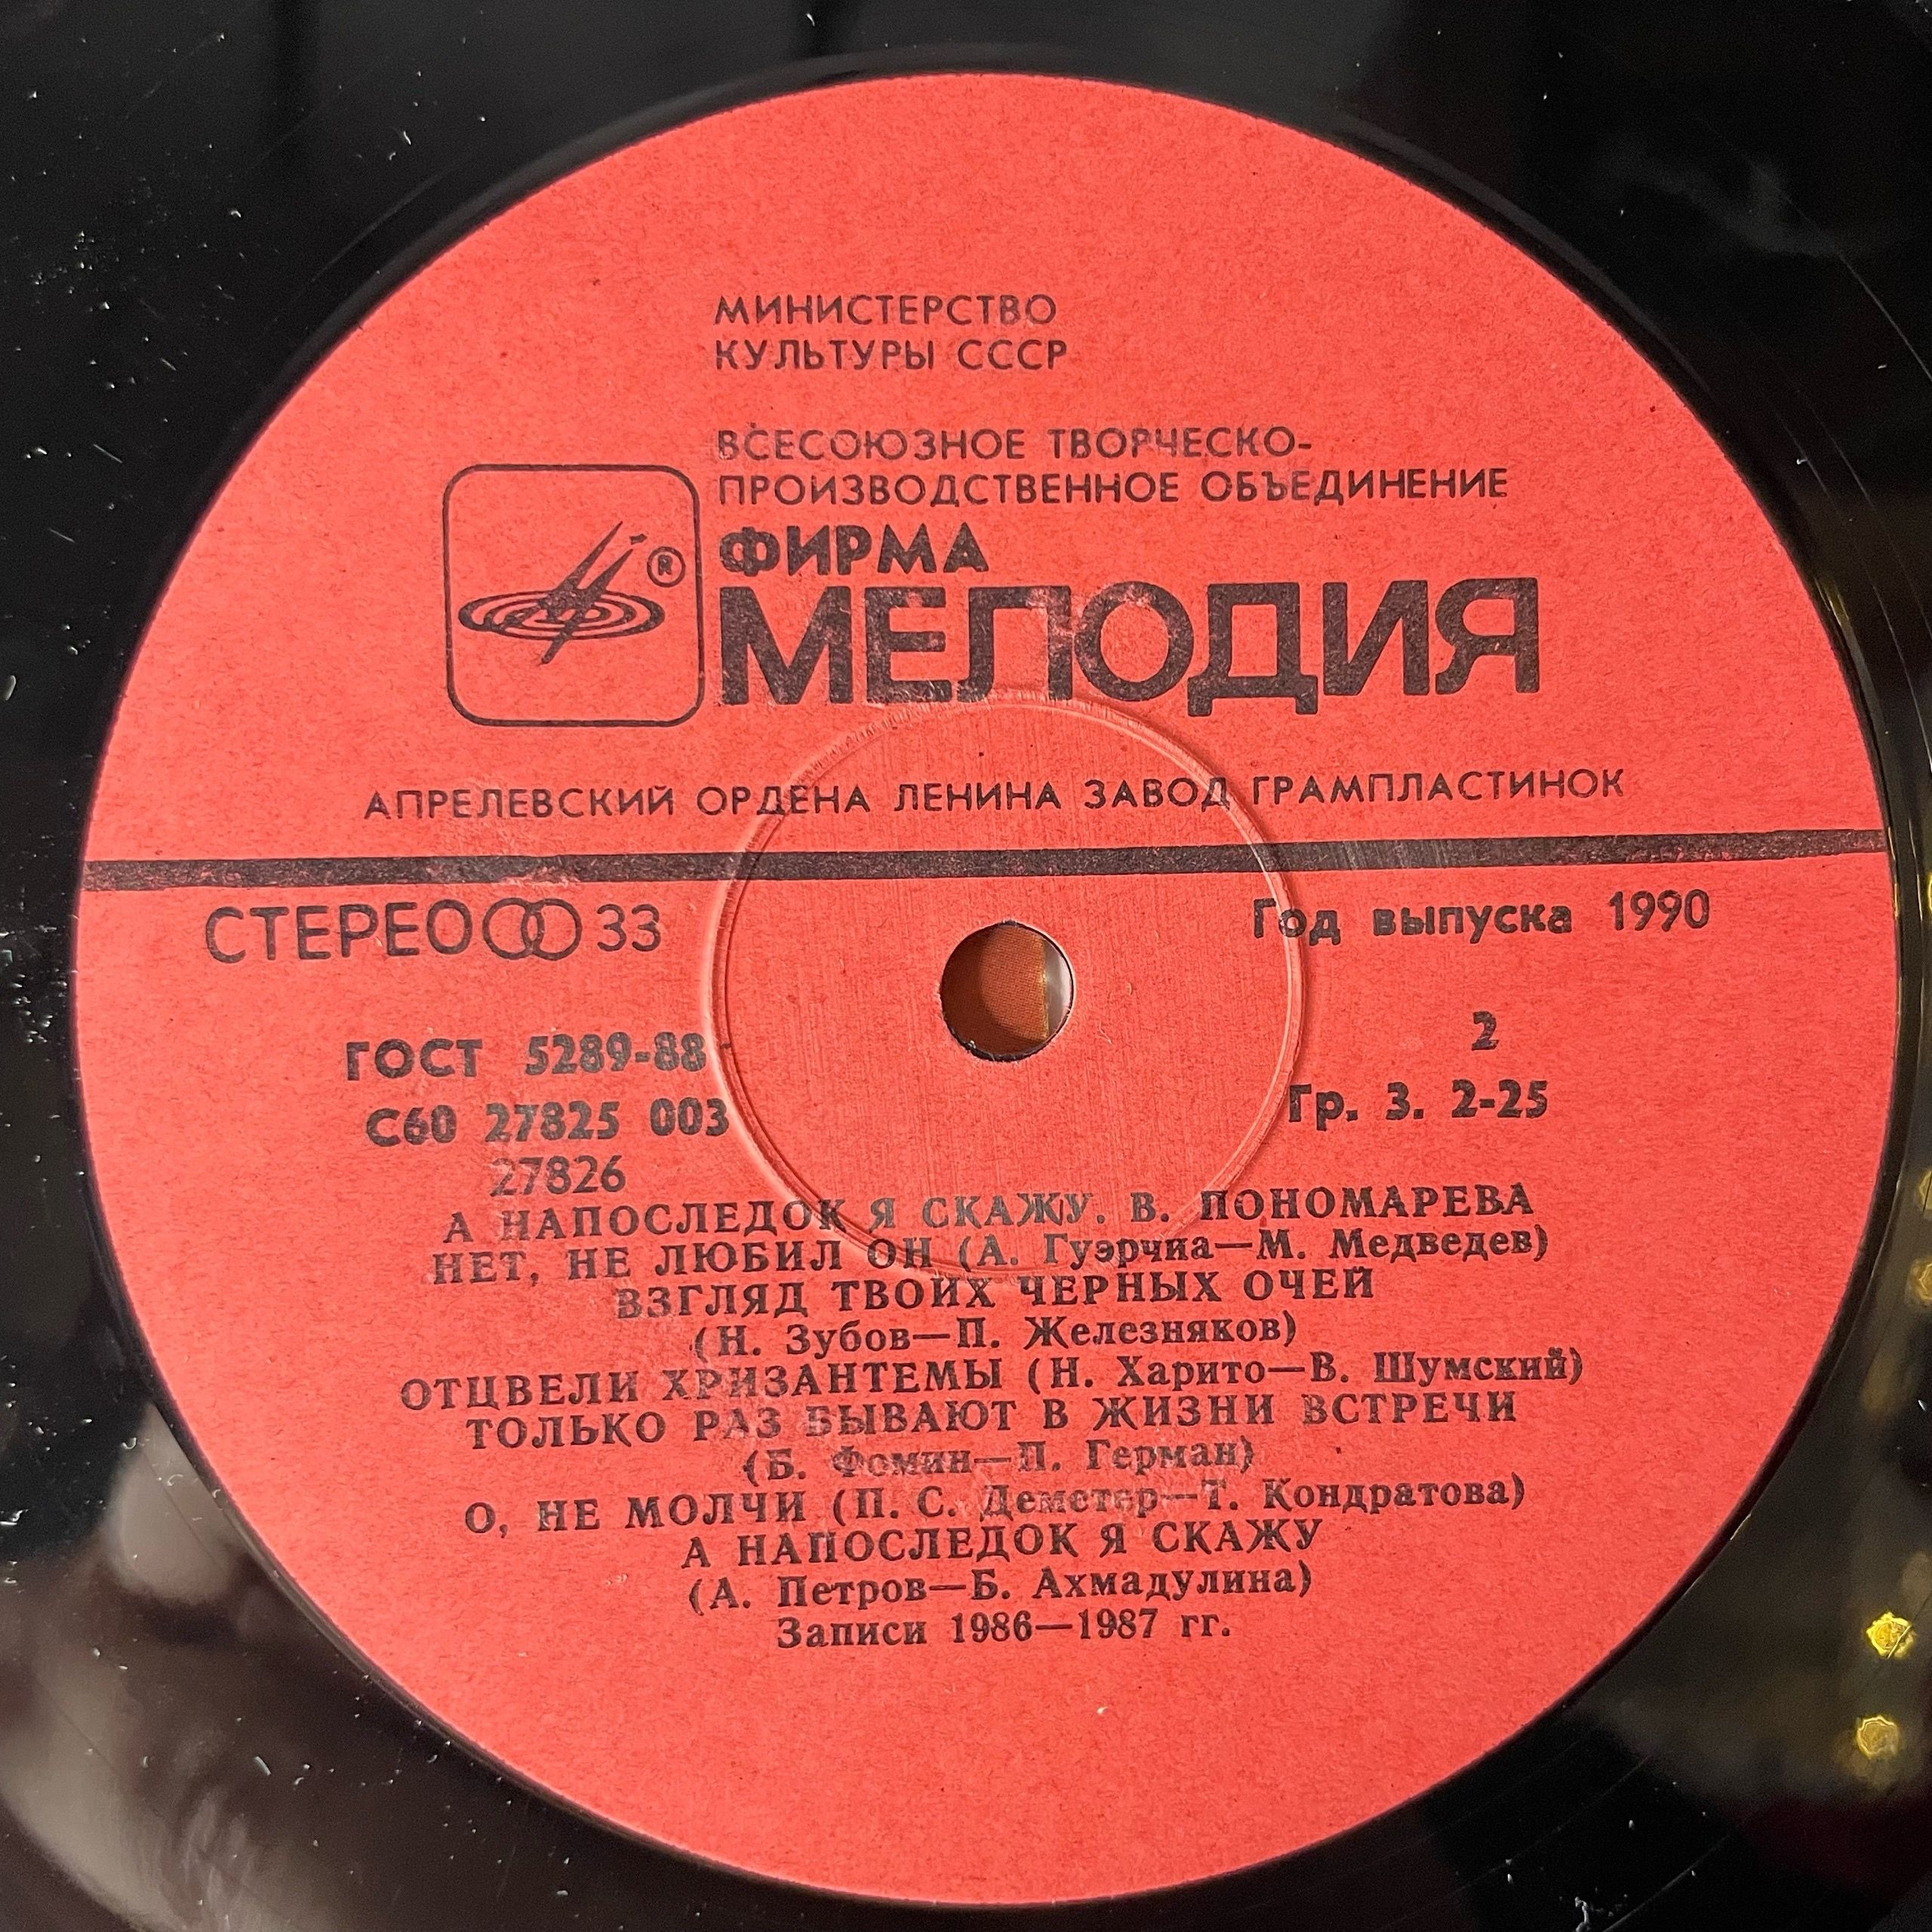 МИНИСТЕРСТВО
КУЛЬТУРЫ СССР
ВСЕСОЮЗНОЕ ТВОРЧЕСКО-
ПРОИЗВОДСТВЕННОЕ ОБЪЕДИНЕНИЕ
®
ФИРМА
МЕЛОДИЯ
АПРЕЛЕВСКИЙ ОРДЕНА ЛЕНИНА ЗАВОД ГРАМПЛАСТИНОК
СТЕРЕО 33
Год выпуска 1990
ГОСТ 5289-88
2
С60 27825 003
Гр. 3. 2-25
27826
А НАПОСЛЕДОК Я СКАЖУ. В. ПОНОМАРЕВА
НЕТ, НЕ ЛЮБИЛ ОН (А. Гуэрчиа—М. Медведев)
ВЗГЛЯД ТВОИХ ЧЕРНЫХ ОЧЕЙ
(Н. Зубов—П. Железняков)
ОТЦВЕЛИ ХРИЗАНТЕМЫ (Н. Харито—В. Шумский)
ТОЛЬКО РАЗ БЫВАЮТ В ЖИЗНИ ВСТРЕЧИ
(Б. Фомин—П. Герман)
О, НЕ МОЛЧИ (П. С. Деметер—Т. Кондратова)
А НАПОСЛЕДОК Я СКАЖУ
(А. Петров—Б. Ахмадулина)
Записи 1986—1987 гг.